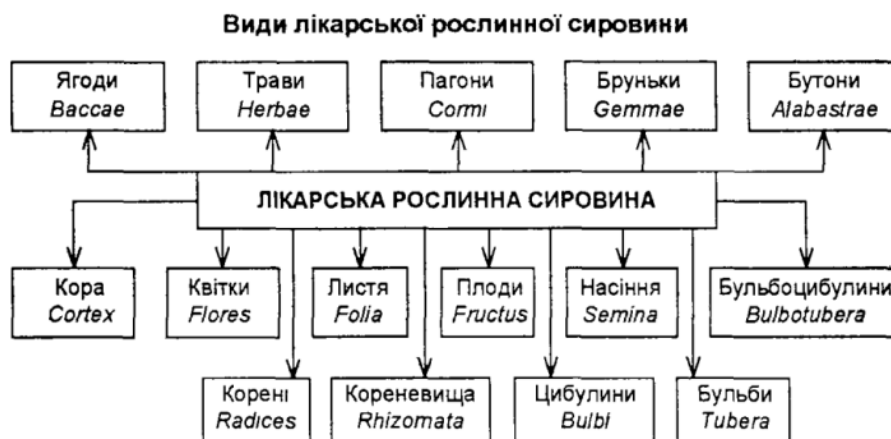 Види лікарської рослинної сировини
Ягоди
Baccae
Трави
Herbae
Пагони
Cormi
Бруньки
Gemmae
Бутони
Alabastrae
ЛІКАРСЬКА РОСЛИННА СИРОВИНА
Кора
Cortex
Квітки
Flores
Листя
Folia
Плоди
Fructus
Насіння
Semina
Бульбоцибулини
Bulbotubera
Корені
Radices
Кореневища
Rhizomata
Цибулини
Bulbi
Бульби
Tubera